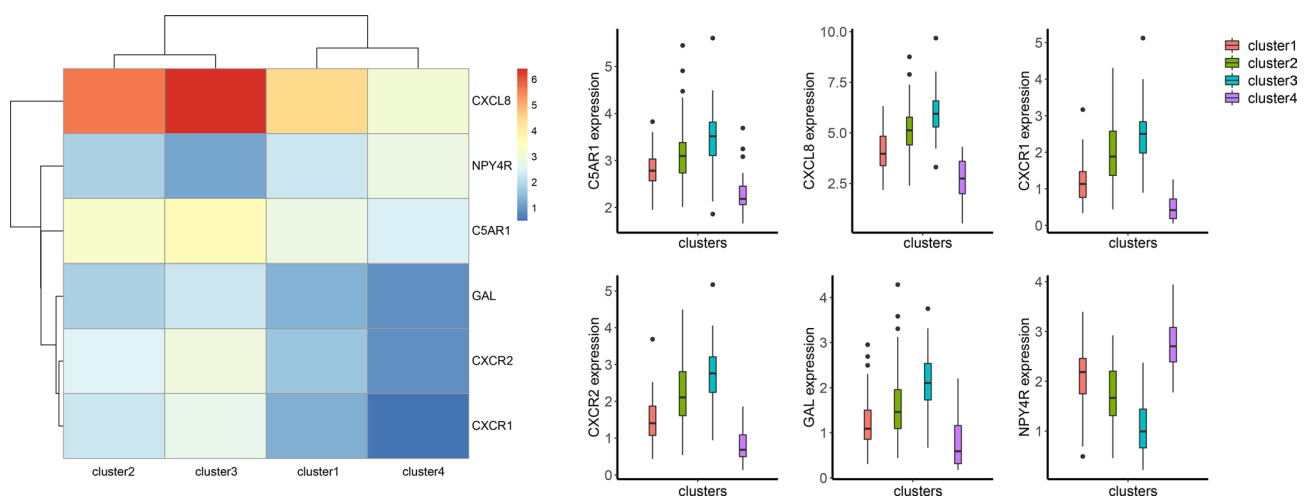 6
5
4
3
2
1
CXCL8
NPY4R
C5AR1
GAL
CXCR2
CXCR1
cluster2 cluster3 cluster1 cluster4
C5AR1 expression
5
4
3
2
clusters
CXCL8 expression
10.0
7.5
5.0
2.5
clusters
CXCR1 expression
5
4
3
2
1
0
clusters
cluster1
cluster2
cluster3
cluster4
CXCR2 expression
5
4
3
2
1
0
clusters
GAL expression
4
3
2
1
0
clusters
NPY4R expression
4
3
2
1
clusters